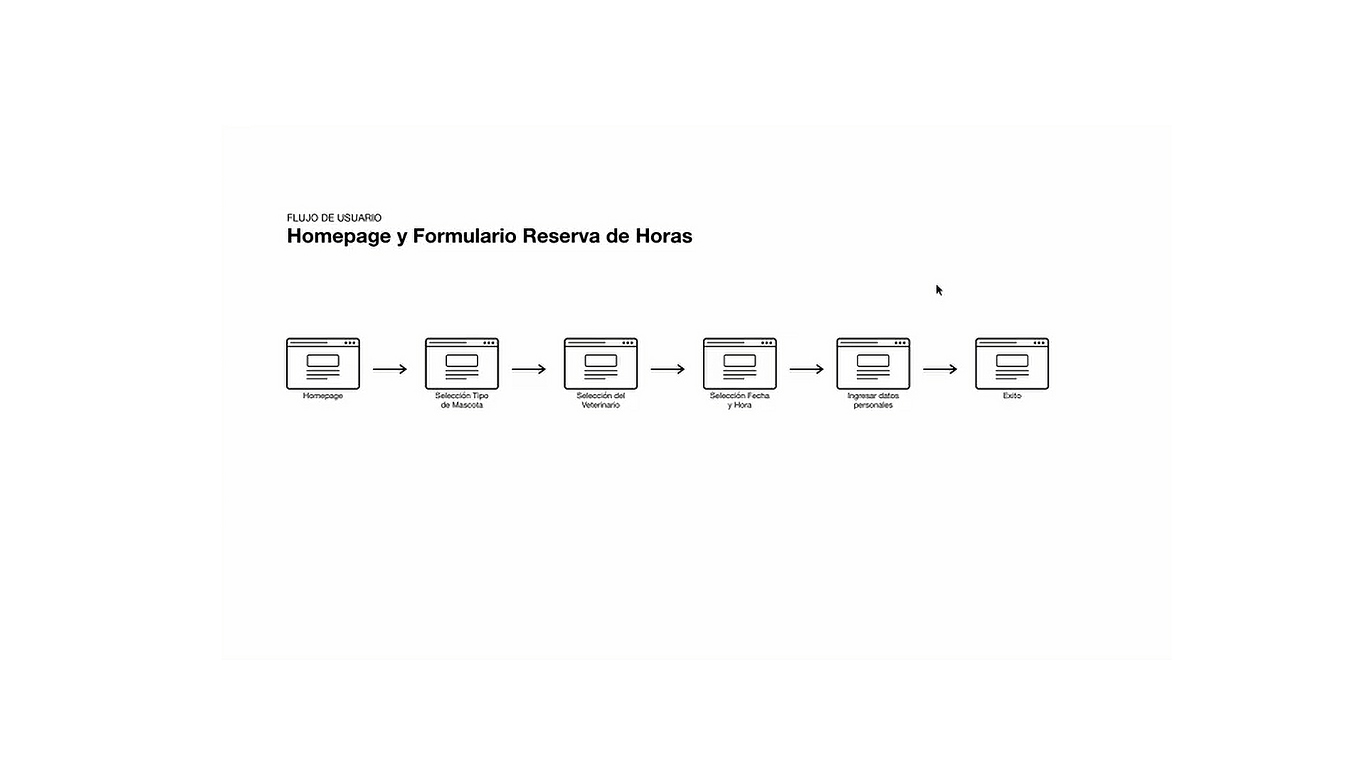 FLUJO DE USUARIO
Homepage y Formulario Reserva de Horas
Homepage
Selección Tipo
de Mascota
Selección del
Veterinario
Selección Fecha
y Hora
Ingresar datos
personales
Exito